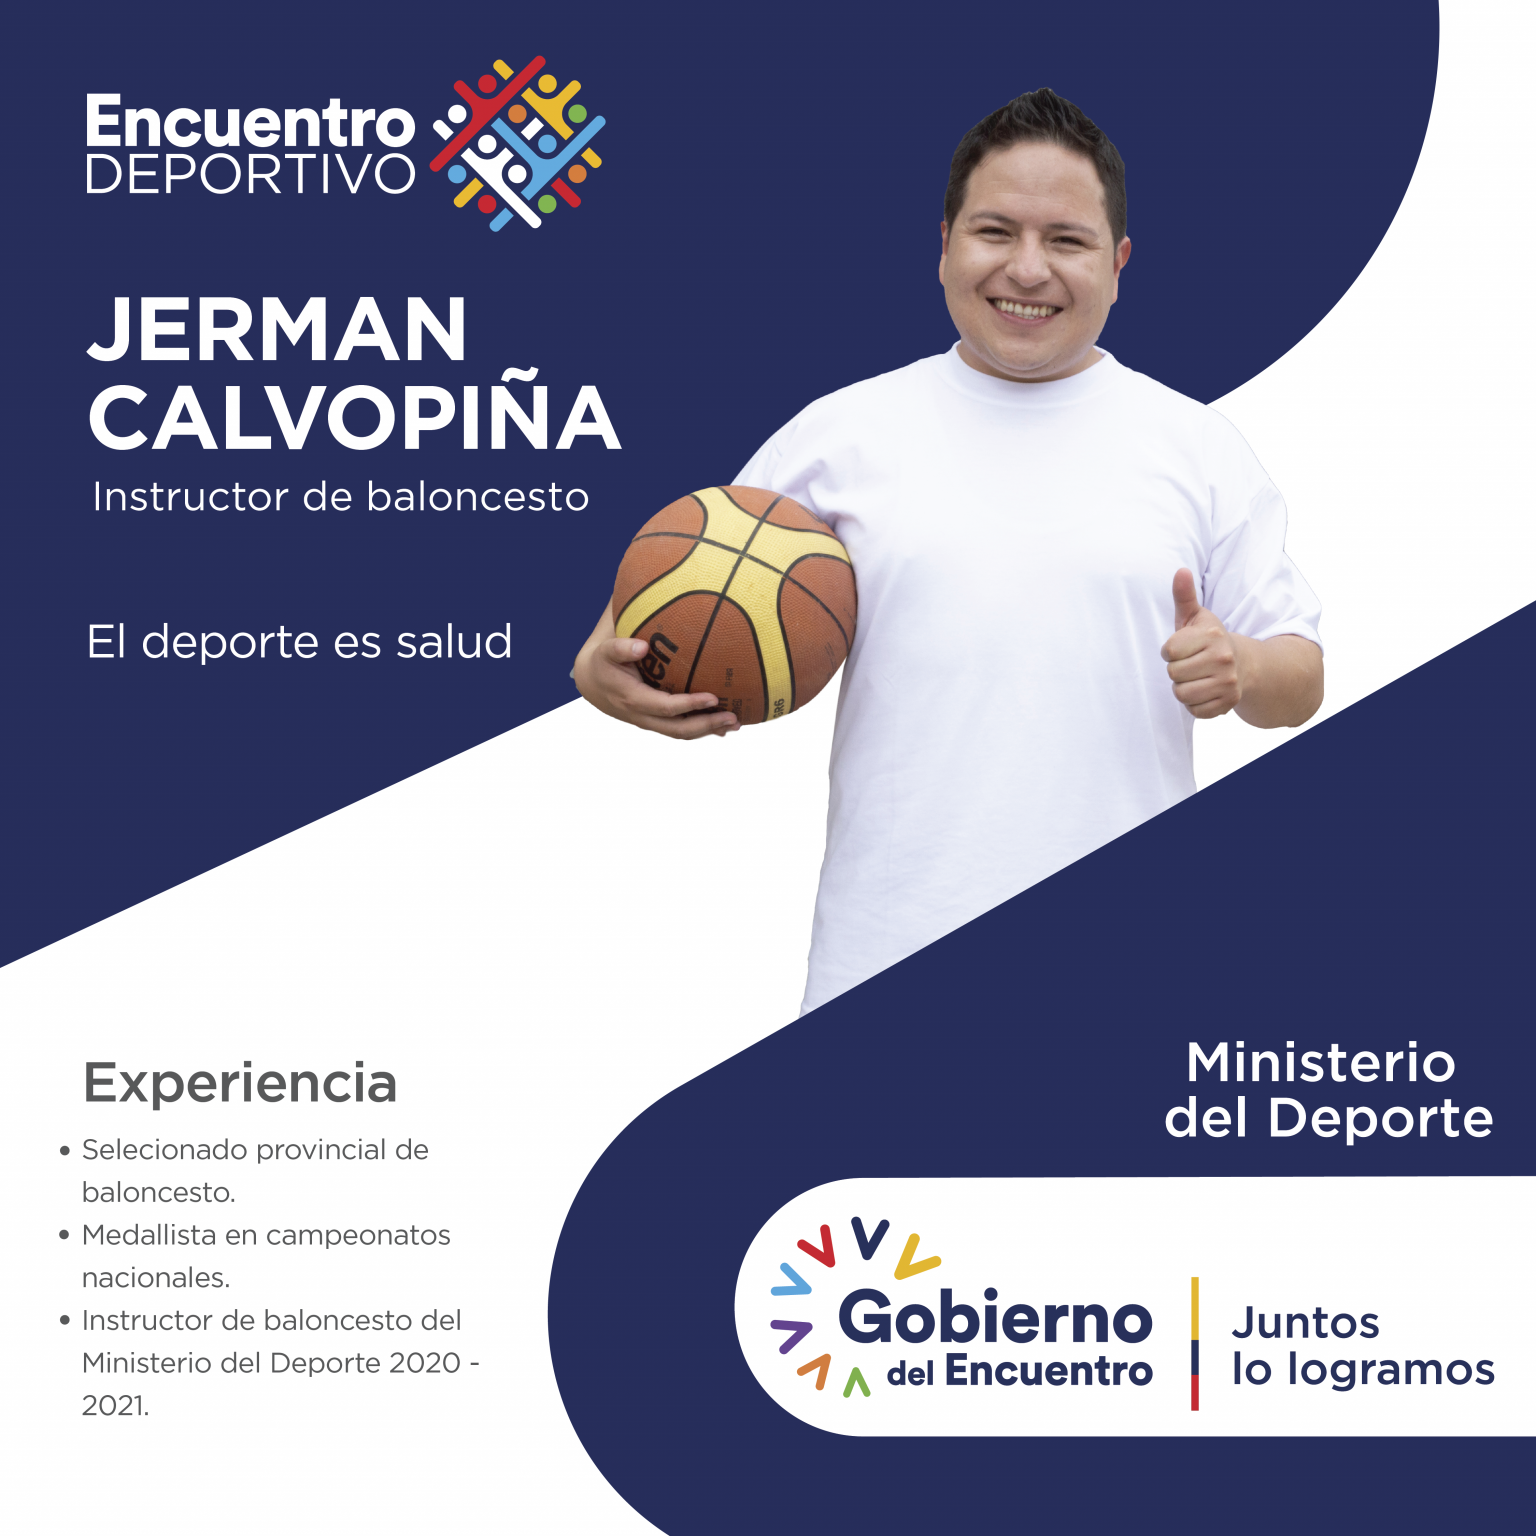 Encuentro
DEPORTIVO
JERMAN
CALVOPIÑA
Instructor de baloncesto
El deporte es salud
Experiencia
• Selecionado provincial de
baloncesto.
• Medallista en campeonatos
nacionales.
• Instructor de baloncesto del
Ministerio del Deporte 2020 -
2021.
Ministerio
del Deporte
Gobierno
del Encuentro
Juntos
lo logramos